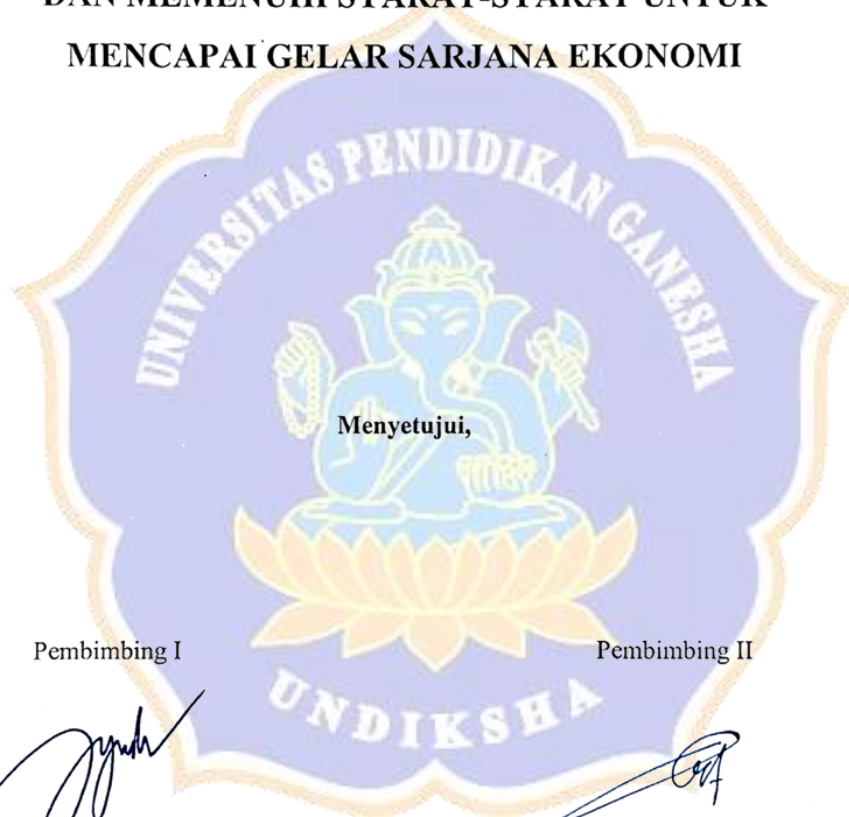 DAN MEMENUHI SYARAT-SYARAT UNTUK
MENCAPAI GELAR SARJANA EKONOMI
UNIVERSITAS PENDIDIKAN GANESHA
Menyetujui,
Pembimbing I
Pembimbing II
UNDIKSHA